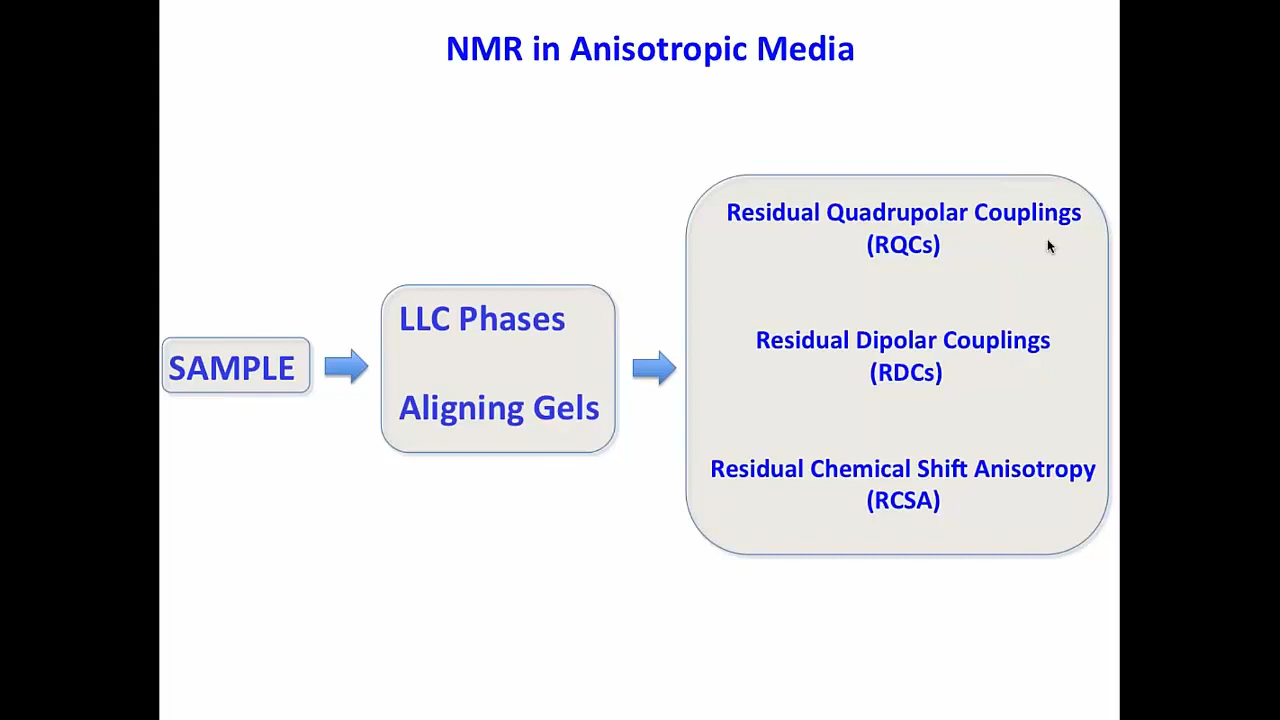 NMR in Anisotropic Media
SAMPLE
LLC Phases
Aligning Gels
Residual Quadrupolar Couplings
(RQCs)
Residual Dipolar Couplings
(RDCs)
Residual Chemical Shift Anisotropy
(RCSA)